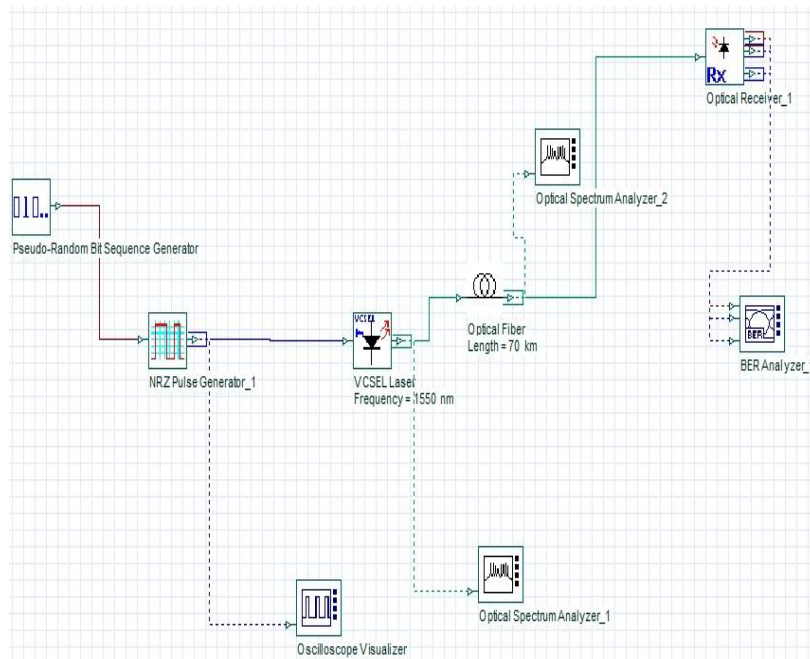 Rx
Optical Receiver_1
Optical Spectrum Analyzer_2
Pseudo-Random Bit Sequence Generator
NRZ Pulse Generator_1
VCSEL
VCSEL Laser
Frequency = 1550 nm
Optical Fiber
Length = 70 km
BER
BER Analyzer_
Optical Spectrum Analyzer_1
Oscilloscope Visualizer